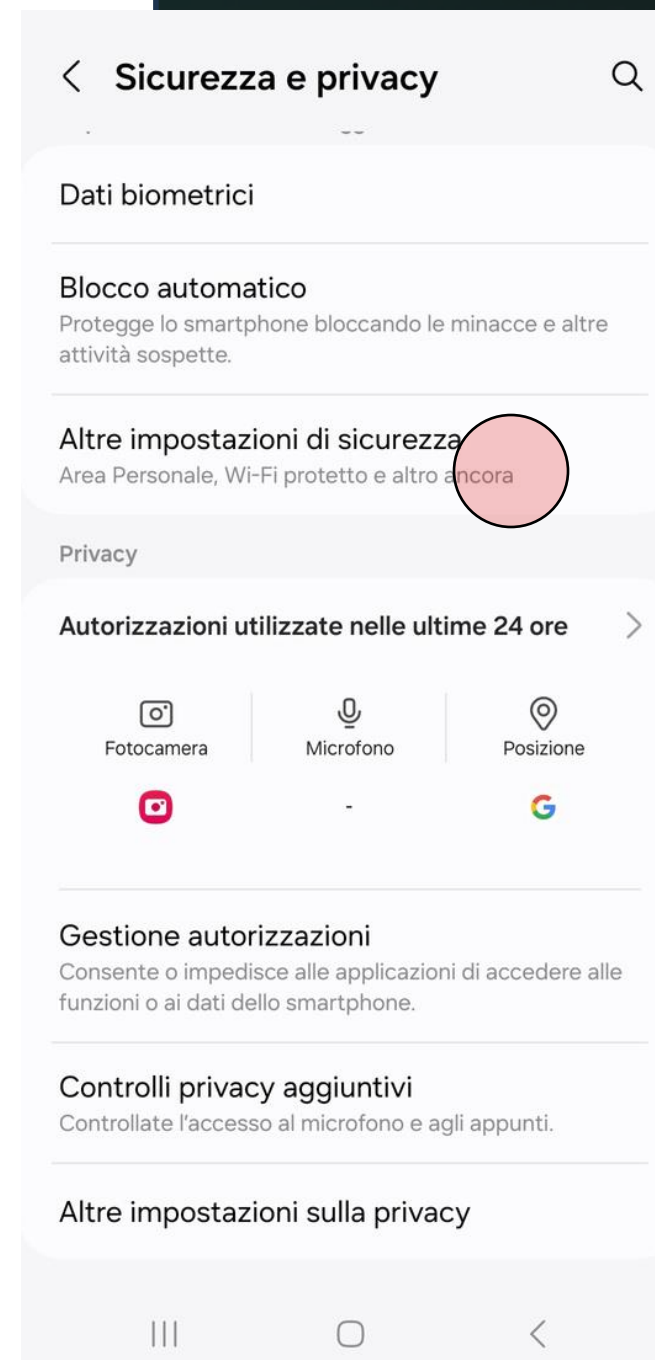 Sicurezza e privacy
Dati biometrici
Blocco automatico
Protegge lo smartphone bloccando le minacce e altre
attività sospette.
Altre impostazioni di sicurezza
Area Personale, Wi-Fi protetto e altro ancora
Privacy
Autorizzazioni utilizzate nelle ultime 24 ore
Fotocamera Microfono Posizione
-
Gestione autorizzazioni
Consente o impedisce alle applicazioni di accedere alle
funzioni o ai dati dello smartphone.
Controlli privacy aggiuntivi
Controllate l'accesso al microfono e agli appunti.
Altre impostazioni sulla privacy